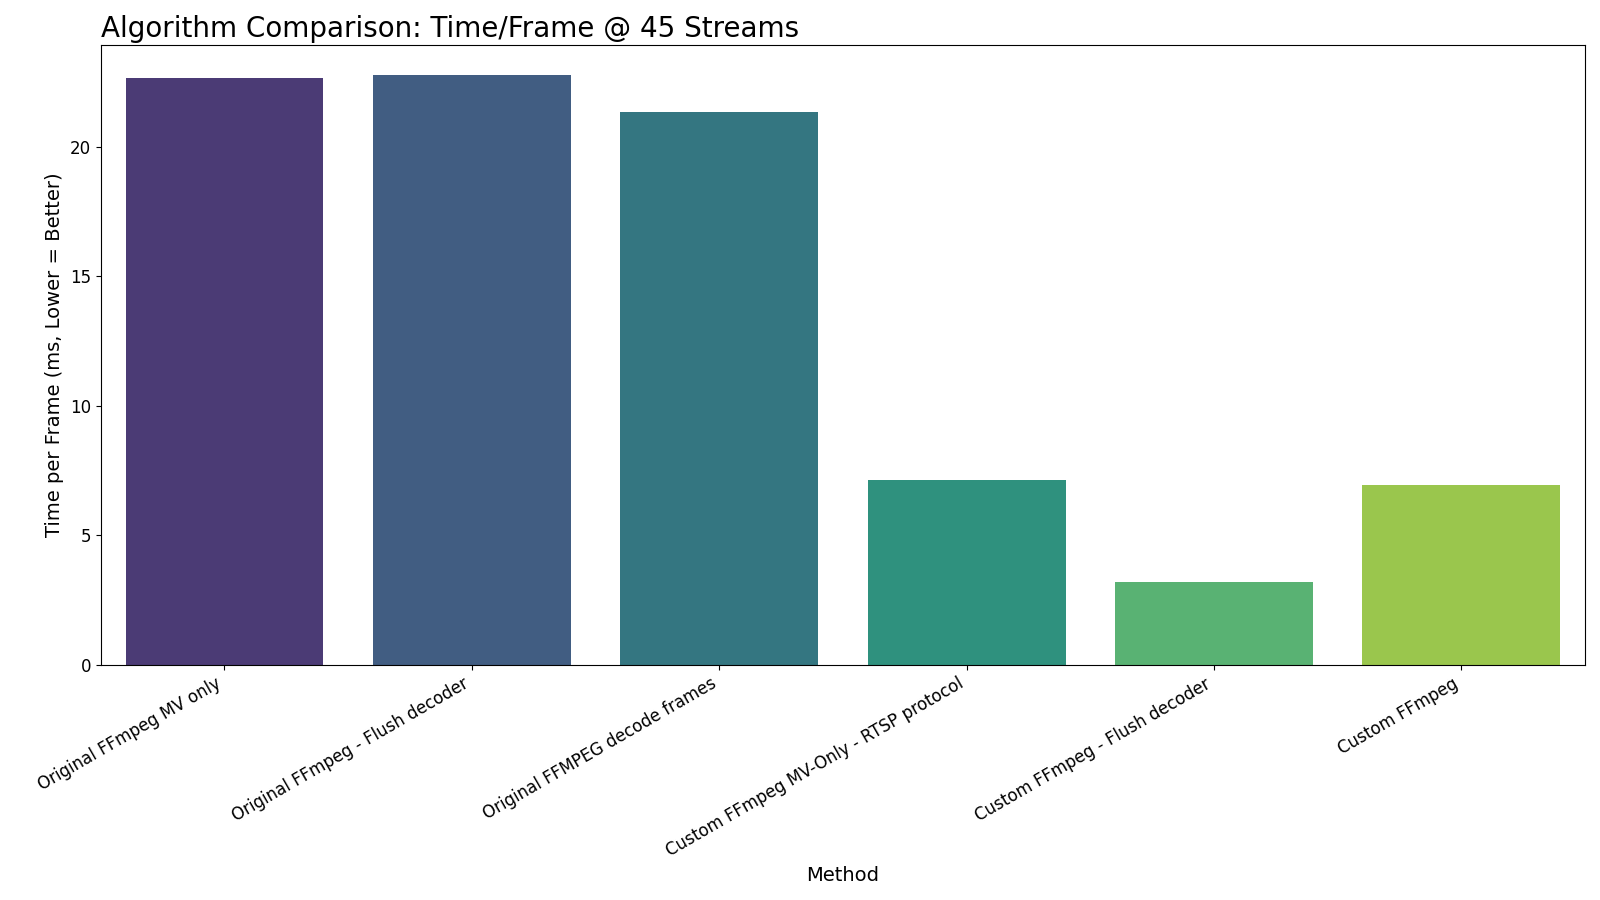 Algorithm Comparison: Time/Frame @ 45 Streams
Time per Frame (ms, Lower = Better)
20
15
10
5
0
Original FFmpeg MV only
Original FFmpeg - Flush decoder
Original FFMPEG decode frames
Custom FFmpeg MV-Only - RTSP protocol
Custom FFmpeg - Flush decoder
Custom FFmpeg
Method